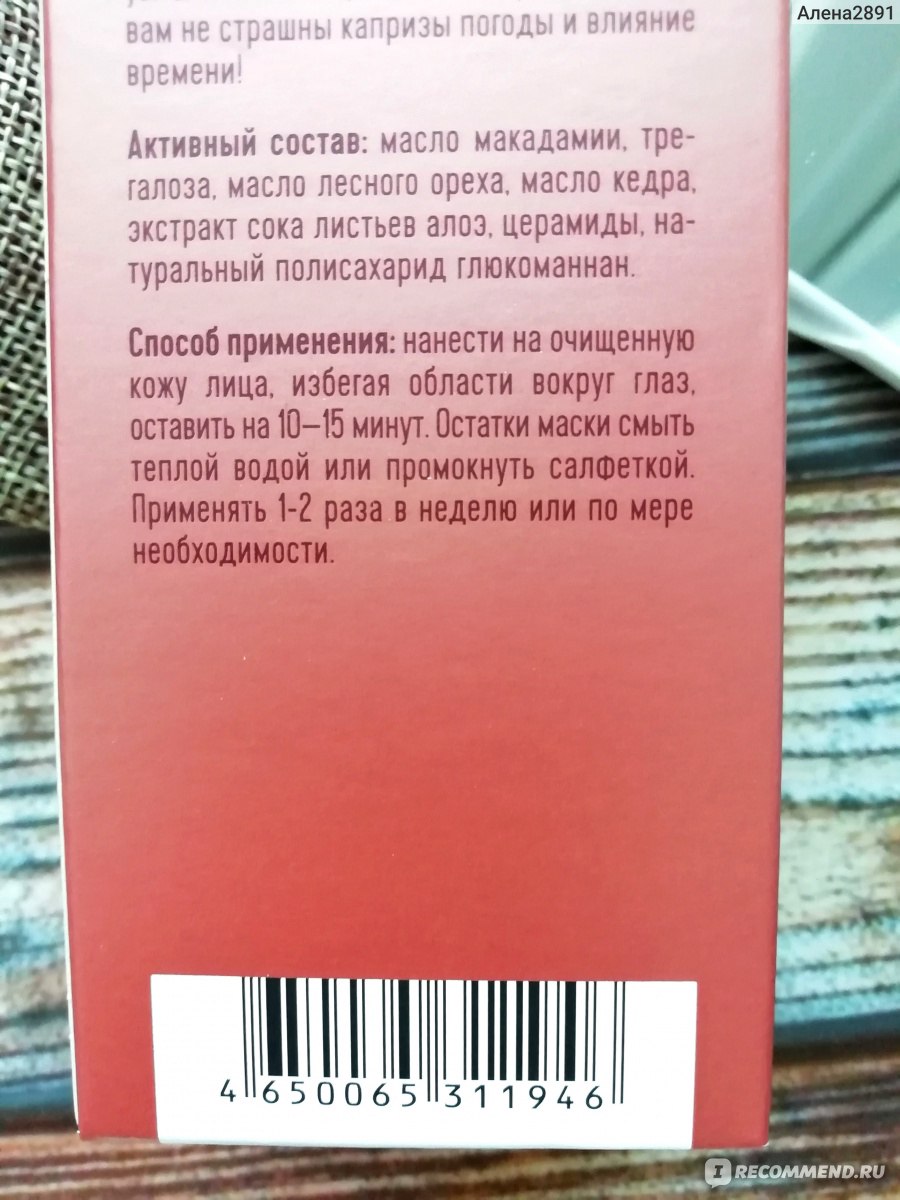 Алена2891
вам не страшны капризы погоды и влияние
времени!
Активный состав: масло макадамии, тре-
галоза, масло лесного ореха, масло кедра,
экстракт сока листьев алоэ, церамиды, на-
туральный полисахарид глюкоманнан.
Способ применения: нанести на очищенную
кожу лица, избегая области вокруг глаз,
оставить на 10–15 минут. Остатки маски смыть
теплой водой или промокнуть салфеткой.
Применять 1-2 раза в неделю или по мере
необходимости.
4 650065 311946
IRECOMMEND.RU